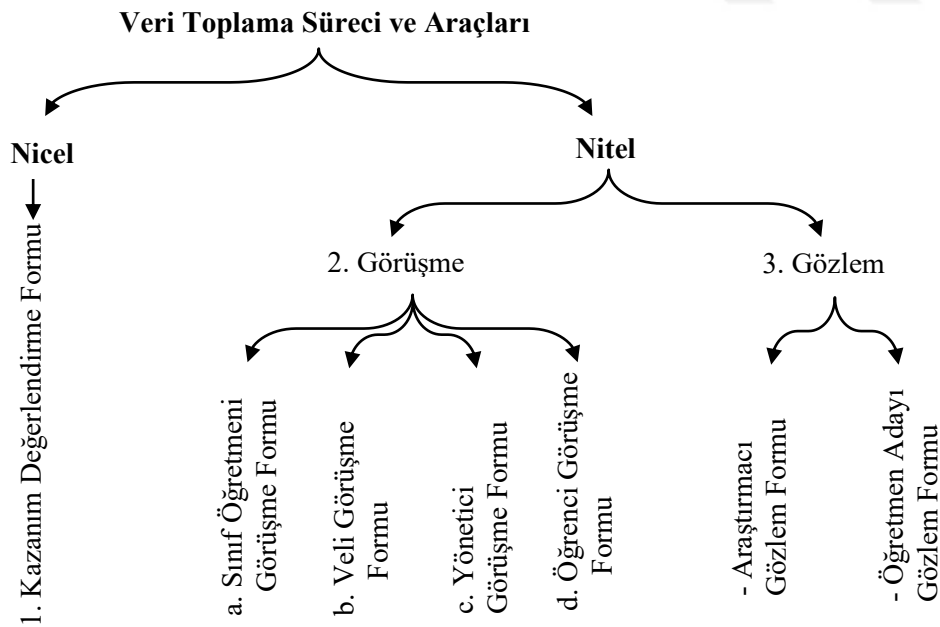 Veri Toplama Süreci ve Araçları
Nicel
Nitel
1. Kazanım Değerlendirme Formu
2. Görüşme
3. Gözlem
a. Sınıf Öğretmeni
Görüşme Formu
b. Veli Görüşme
Formu
c. Yönetici
Görüşme Formu
d. Öğrenci Görüşme
Formu
- Araştırmacı
Gözlem Formu
- Öğretmen Adayı
Gözlem Formu